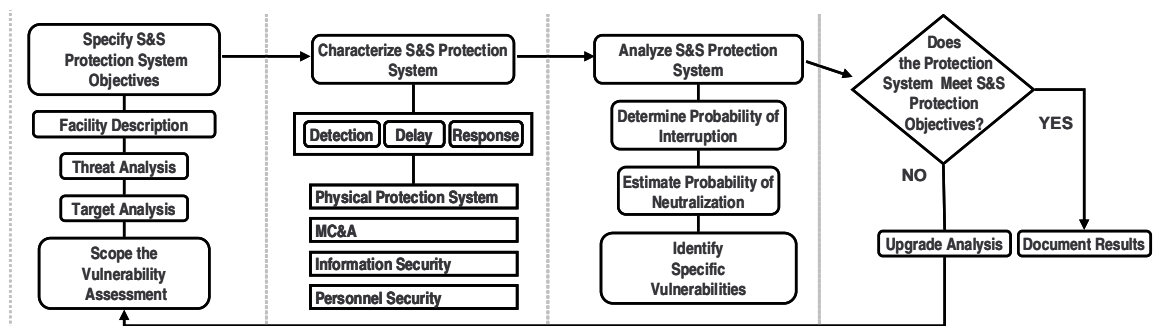 Specify S&S
Protection System
Objectives
Facility Description
Threat Analysis
Target Analysis
Scope the
Vulnerability
Assessment
Characterize S&S Protection
System
Detection
Delay
Response
Physical Protection System
MC&A
Information Security
Personnel Security
Analyze S&S Protection
System
Determine Probability of
Interruption
Estimate Probability of
Neutralization
Identify
Specific
Vulnerabilities
Does
the Protection
System Meet S&S
Protection
Objectives?
YES
NO
Upgrade Analysis
Document Results